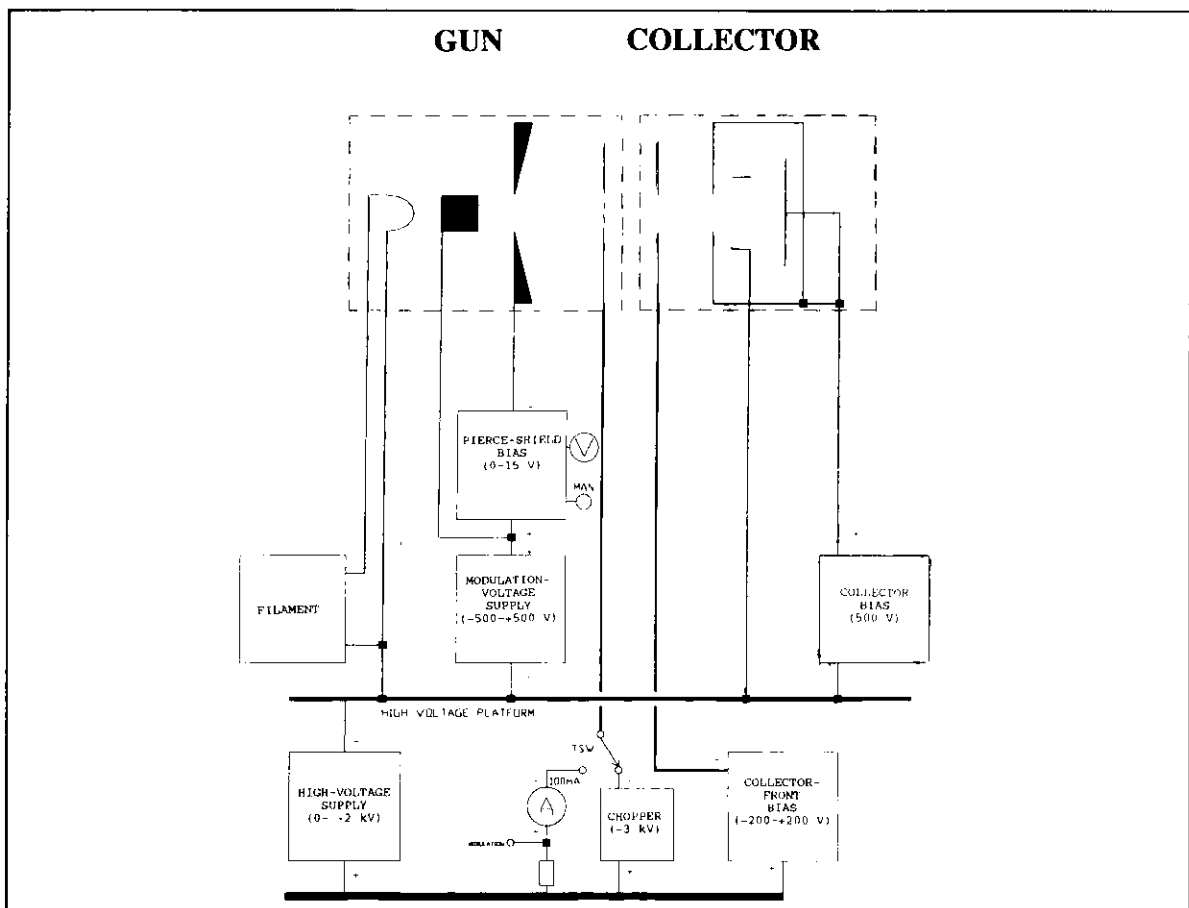 GUN COLLECTOR
PIERCE-SHIELD
BIAS
(0-15 V)
V
MAN
FILAMENT
MODULATION-
VOLTAGE
SUPPLY
(-500-+500 V)
COLLECTOR
BIAS
(500 V)
HIGH VOLTAGE PLATFORM
TSW
100mA
A
HIGH-VOLTAGE
SUPPLY
(0- -2 kV)
CHOPPER
(-3 kV)
COLLECTOR-
FRONT
BIAS
(-200-+200 V)